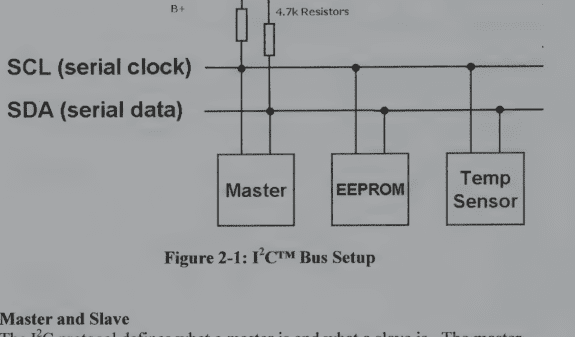 B+
4.7k Resistors
SCL (serial clock)
SDA (serial data)
Master
EEPROM
Temp
Sensor
Figure 2-1: I²C™ Bus Setup
Master and Slave
The I²C protocol defines what a master is and what a slave is. The master